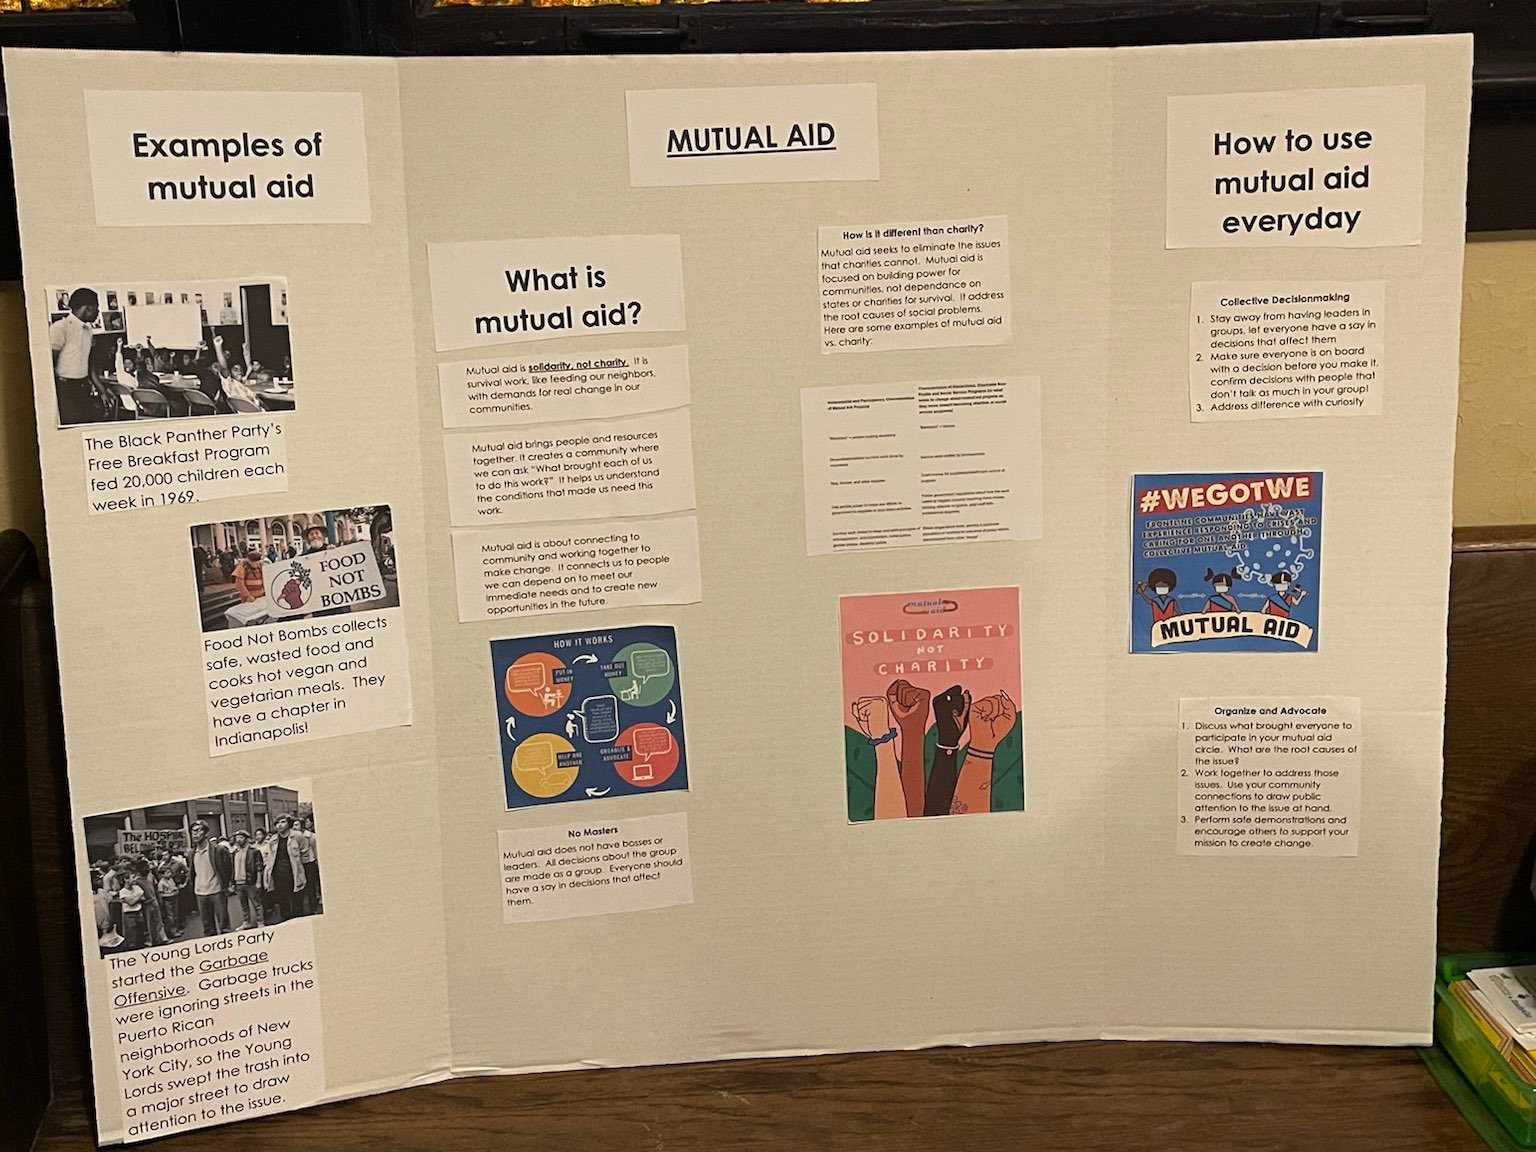 Examples of
mutual aid
The Black Panther Party's
Free Breakfast Program
fed 20,000 children each
week in 1969.
FOOD
NOT
BOMBS
Food Not Bombs collects
safe, wasted food and
cooks hot vegan and
vegetarian meals. They
have a chapter in
Indianapolis!
The HOSPITAL
BELONGS
The Young Lords Party
started the Garbage
Offensive. Garbage trucks
were ignoring streets in the
Puerto Rican
neighborhoods of New
York City, so the Young
Lords swept the trash into
a major street to draw
attention to the issue.
MUTUAL AID
What is
mutual aid?
Mutual aid is solidarity, not charity. It is
survival work, like feeding our neighbors,
with demands for real change in our
communities.
Mutual aid brings people and resources
together. It creates a community where
we can ask "What brought each of us
to do this work?" It helps us understand
the conditions that made us need this
work.
Mutual aid is about connecting to
community and working together to
make change. It connects us to people
we can depend on to meet our
immediate needs and to create new
opportunities in the future.
HOW IT WORKS
PUT IN
MONEY
TAKE OUT
MONEY
HELP ONE
ANOTHER
ORGANIZE &
ADVOCATE
No Masters
Mutual aid does not have bosses or
leaders. All decisions about the group
are made as a group. Everyone should
have a say in decisions that affect
them.
How is it different than charity?
Mutual aid seeks to eliminate the issues
that charities cannot. Mutual aid is
focused on building power for
communities, not dependance on
states or charities for survival. It address
the root causes of social problems.
Here are some examples of mutual aid
vs. charity:
mutual
aid
SOLIDARITY
NOT
CHARITY
How to use
mutual aid
everyday
Collective Decisionmaking
1. Stay away from having leaders in
groups, let everyone have a say in
decisions that affect them
2. Make sure everyone is on board
with a decision before you make it,
confirm decisions with people that
don't talk as much in your group!
3. Address difference with curiosity
#WEGOTWE
FRONTLINE COMMUNITIES HAVE VAST
EXPERIENCE RESPONDING TO CRISES AND
CARING FOR ONE ANOTHER THROUGH
COLLECTIVE MUTUAL AID
MUTUAL AID
Organize and Advocate
1. Discuss what brought everyone to
participate in your mutual aid
circle. What are the root causes of
the issue?
2. Work together to address those
issues. Use your community
connections to draw public
attention to the issue at hand.
3. Perform safe demonstrations and
encourage others to support your
mission to create change.